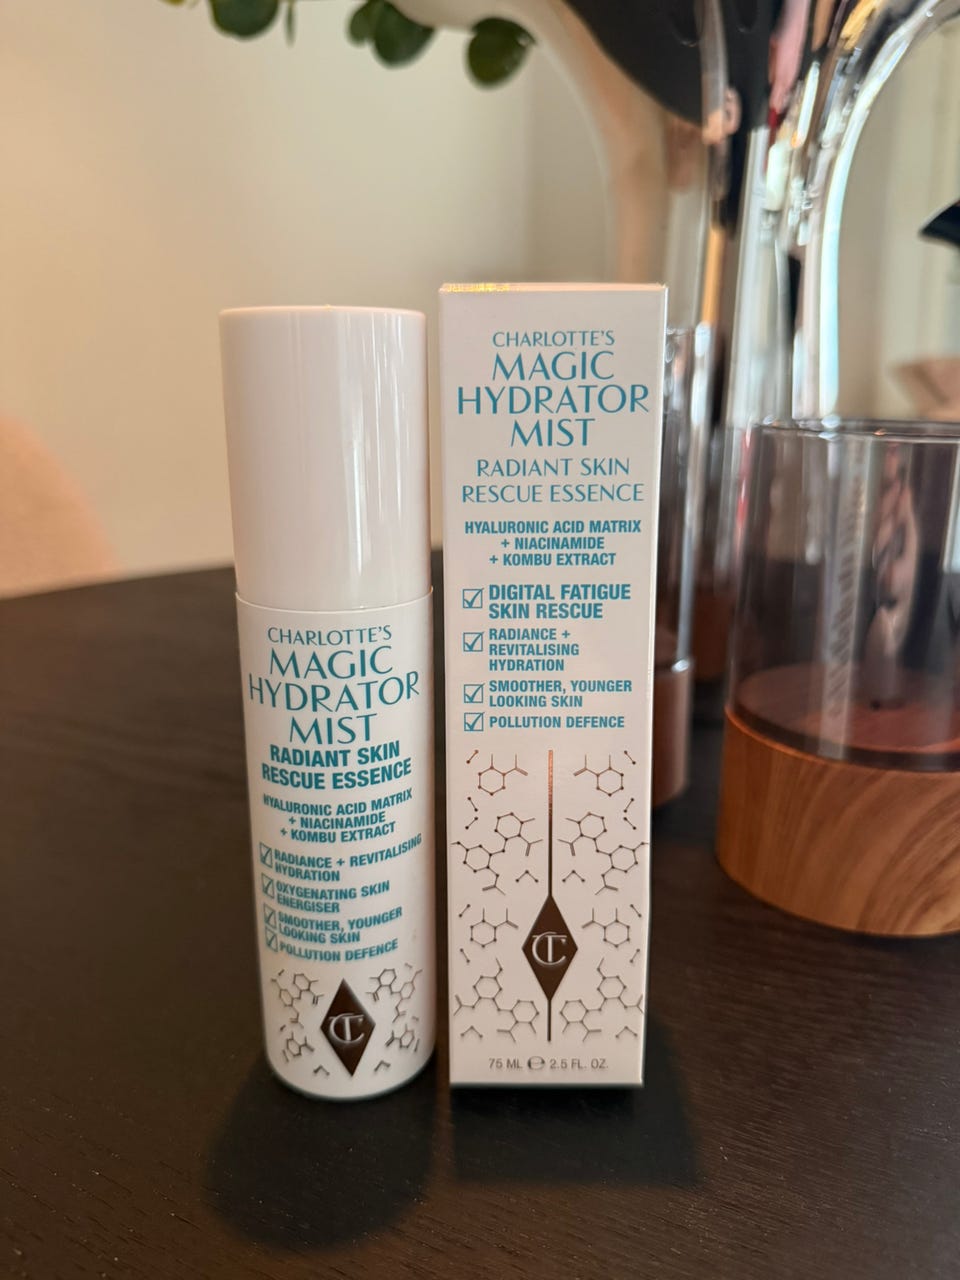 CHARLOTTE'S
MAGIC
HYDRATOR
MIST
RADIANT SKIN
RESCUE ESSENCE
HYALURONIC ACID MATRIX
+ NIACINAMIDE
+ KOMBU EXTRACT
RADIANCE + REVITALISING
HYDRATION
OXYGENATING SKIN
ENERGISER
SMOOTHER, YOUNGER
LOOKING SKIN
POLLUTION DEFENCE
CT
CHARLOTTE'S
MAGIC
HYDRATOR
MIST
RADIANT SKIN
RESCUE ESSENCE
HYALURONIC ACID MATRIX
+ NIACINAMIDE
+ KOMBU EXTRACT
DIGITAL FATIGUE
SKIN RESCUE
RADIANCE +
REVITALISING
HYDRATION
SMOOTHER, YOUNGER
LOOKING SKIN
POLLUTION DEFENCE
CT
75 ML ℮ 2.5 FL. OZ.